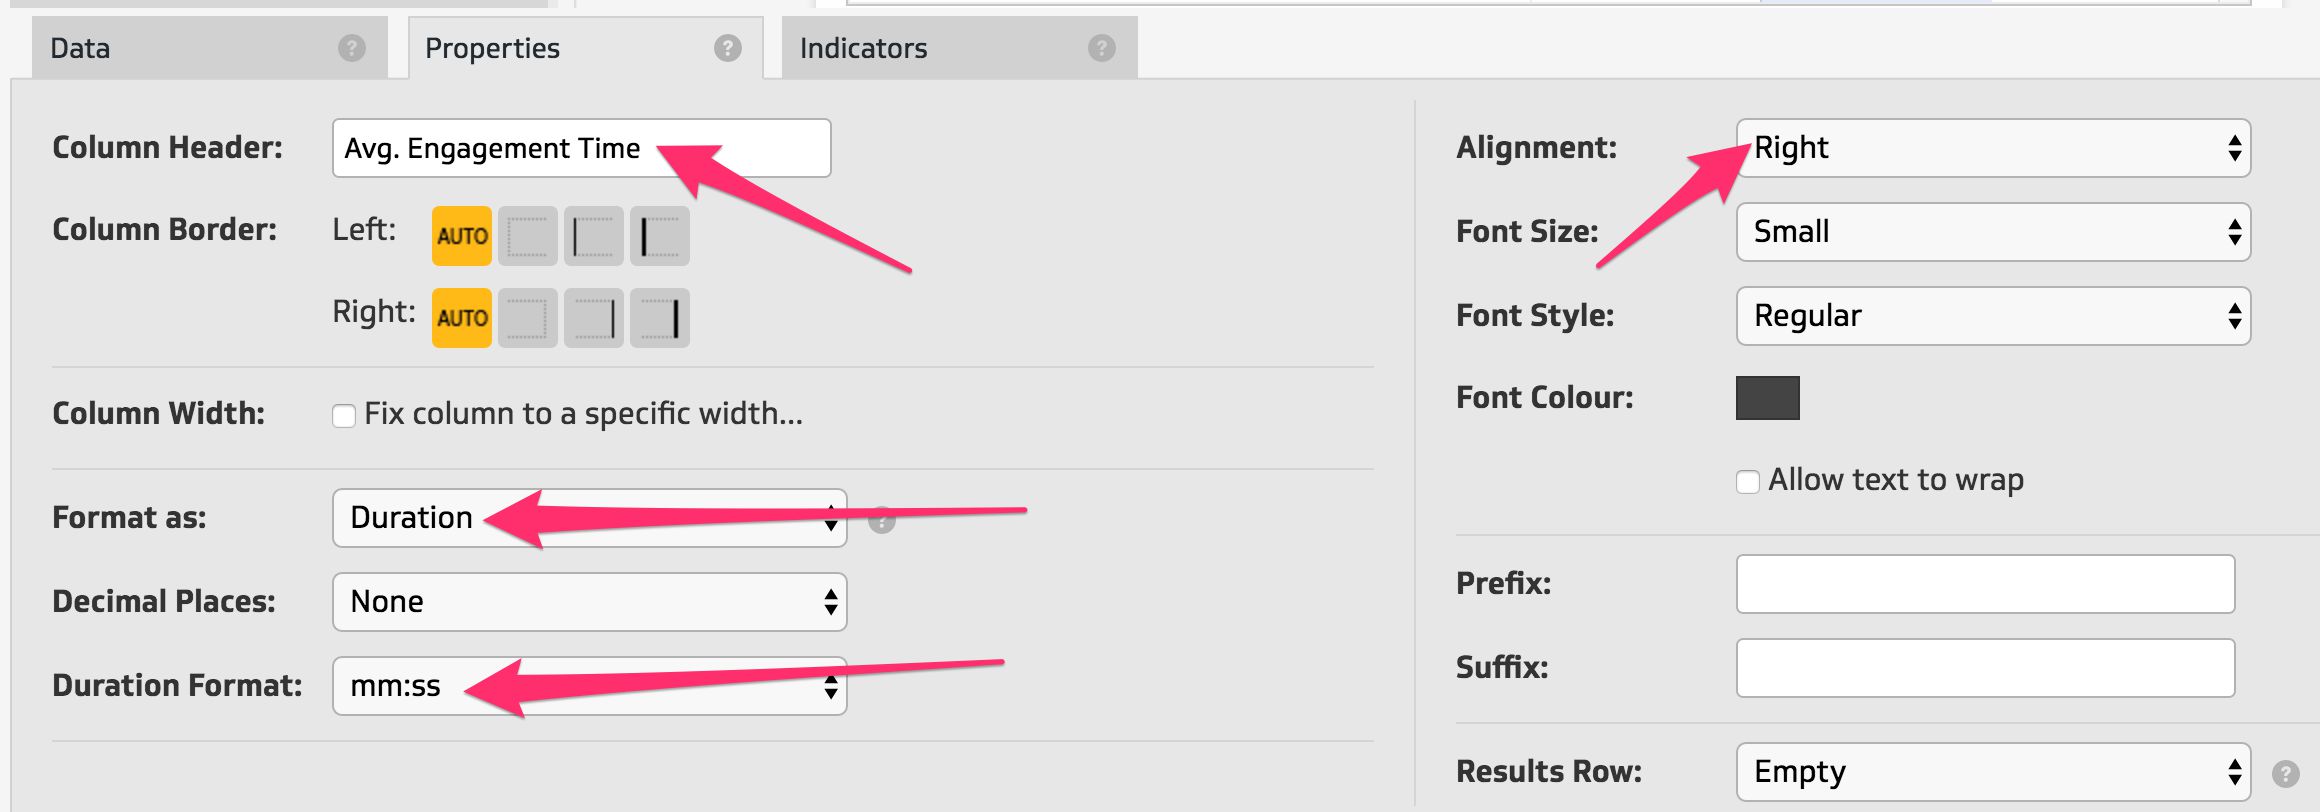 Data ?
Properties ?
Indicators ?
Column Header: Avg. Engagement Time
Column Border: Left: AUTO
Right: AUTO
Column Width: Fix column to a specific width...
Format as: Duration ?
Decimal Places: None
Duration Format: mm:ss
Alignment: Right
Font Size: Small
Font Style: Regular
Font Colour:
Allow text to wrap
Prefix:
Suffix:
Results Row: Empty ?